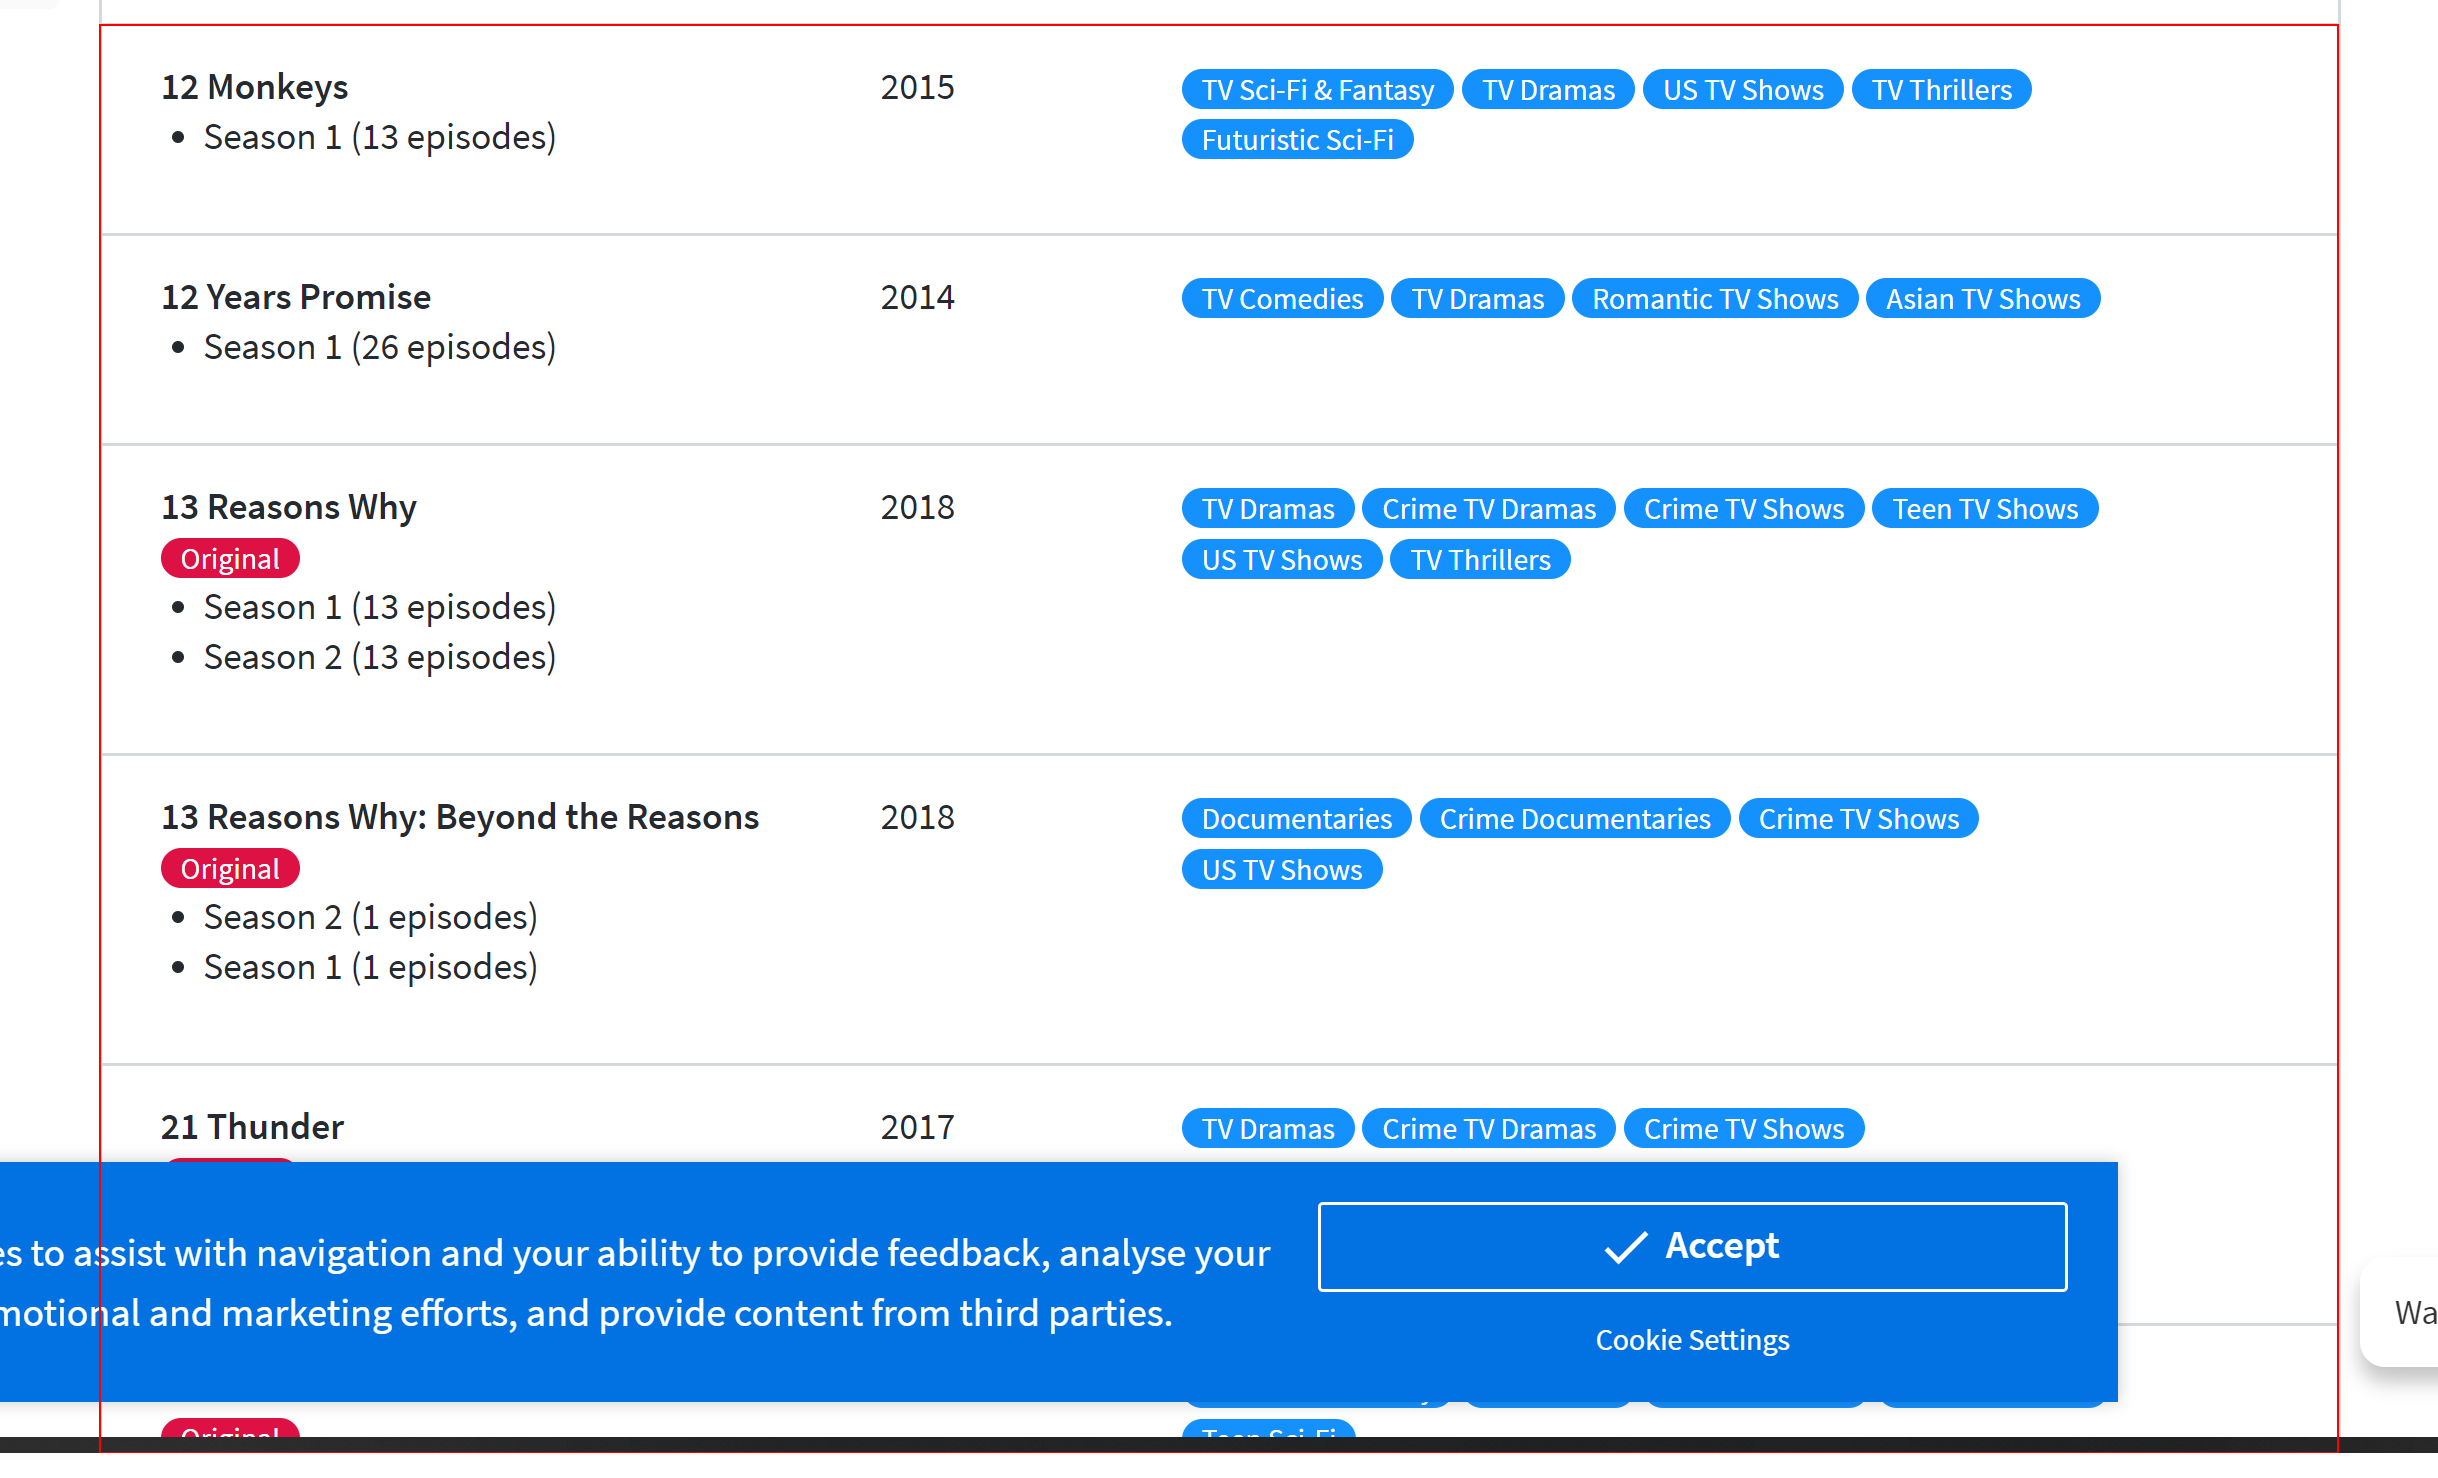 12 Monkeys 2015 TV Sci-Fi & Fantasy TV Dramas US TV Shows TV Thrillers
• Season 1 (13 episodes) Futuristic Sci-Fi
12 Years Promise 2014 TV Comedies TV Dramas Romantic TV Shows Asian TV Shows
• Season 1 (26 episodes)
13 Reasons Why 2018 TV Dramas Crime TV Dramas Crime TV Shows Teen TV Shows
Original US TV Shows TV Thrillers
• Season 1 (13 episodes)
• Season 2 (13 episodes)
13 Reasons Why: Beyond the Reasons 2018 Documentaries Crime Documentaries Crime TV Shows
Original US TV Shows
• Season 2 (1 episodes)
• Season 1 (1 episodes)
21 Thunder 2017 TV Dramas Crime TV Dramas Crime TV Shows
es to assist with navigation and your ability to provide feedback, analyse your
motional and marketing efforts, and provide content from third parties.
Accept
Cookie Settings
Wa
Original Teen Sci-Fi